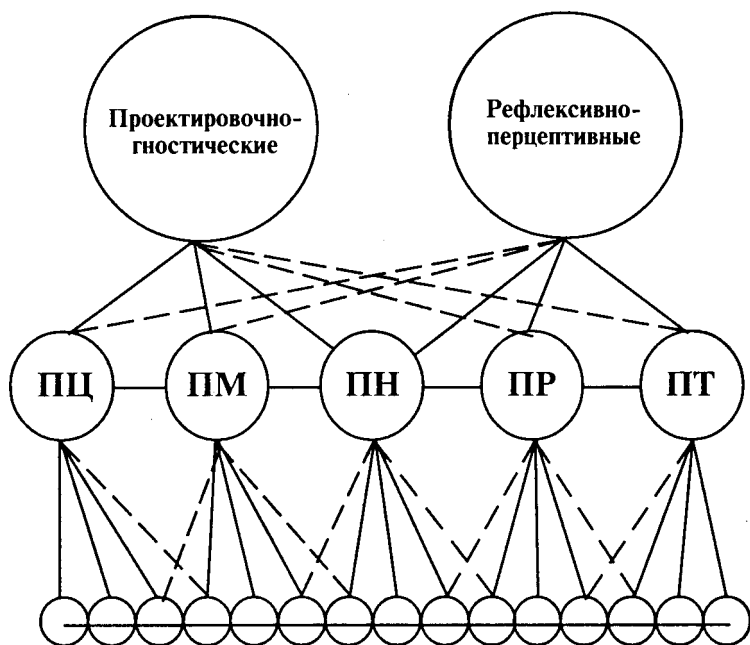 Проектировочно-
гностические
Рефлексивно-
перцептивные
ПЦ
ПМ
ПН
ПР
ПТ